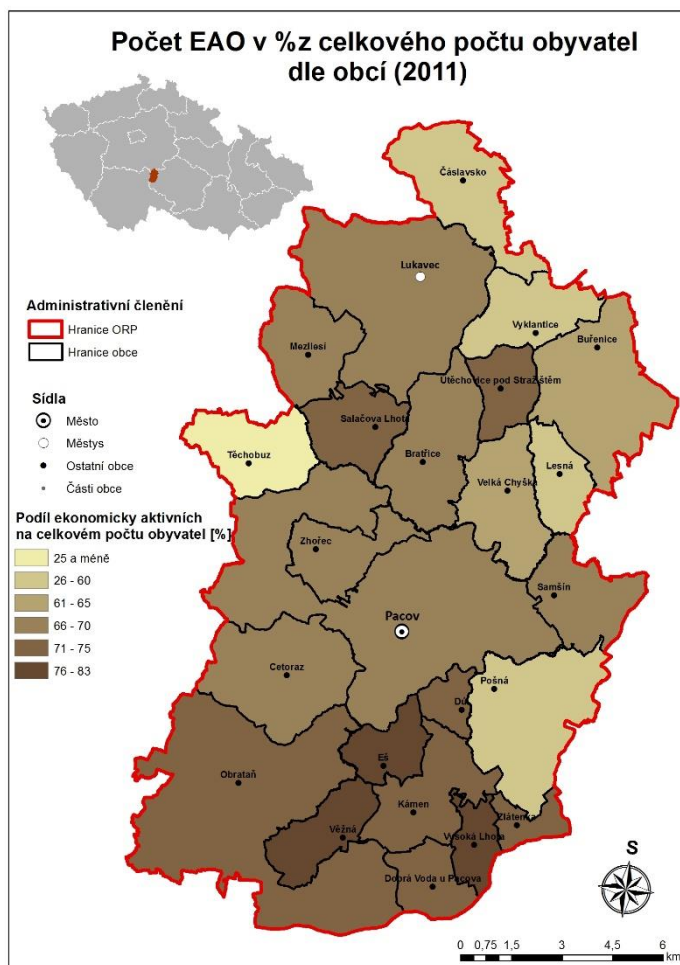 Počet EAO v %z celkového počtu obyvatel
dle obcí (2011)
Čáslavsko
Lukavec
Administrativní členění
Hranice ORP
Hranice obce
Vyklantice
Buřenice
Mezilesí
Útěchovice pod Stražištěm
Sídla
Město
Městys
Ostatní obce
Části obce
Salačova Lhota
Těchobuz
Bratřice
Lesná
Velká Chyška
Podíl ekonomicky aktivních
na celkovém počtu obyvatel [%]
25 a méně
26 - 60
61 - 65
66 - 70
71 - 75
76 - 83
Zhořec
Samšín
Pacov
Cetoraz
Pošná
Eš
Obrataň
Kámen
Zlátenka
Věžná
Vysoká Lhota
Dobrá Voda u Pacova
S
0 0,75 1,5 3 4,5 6
km